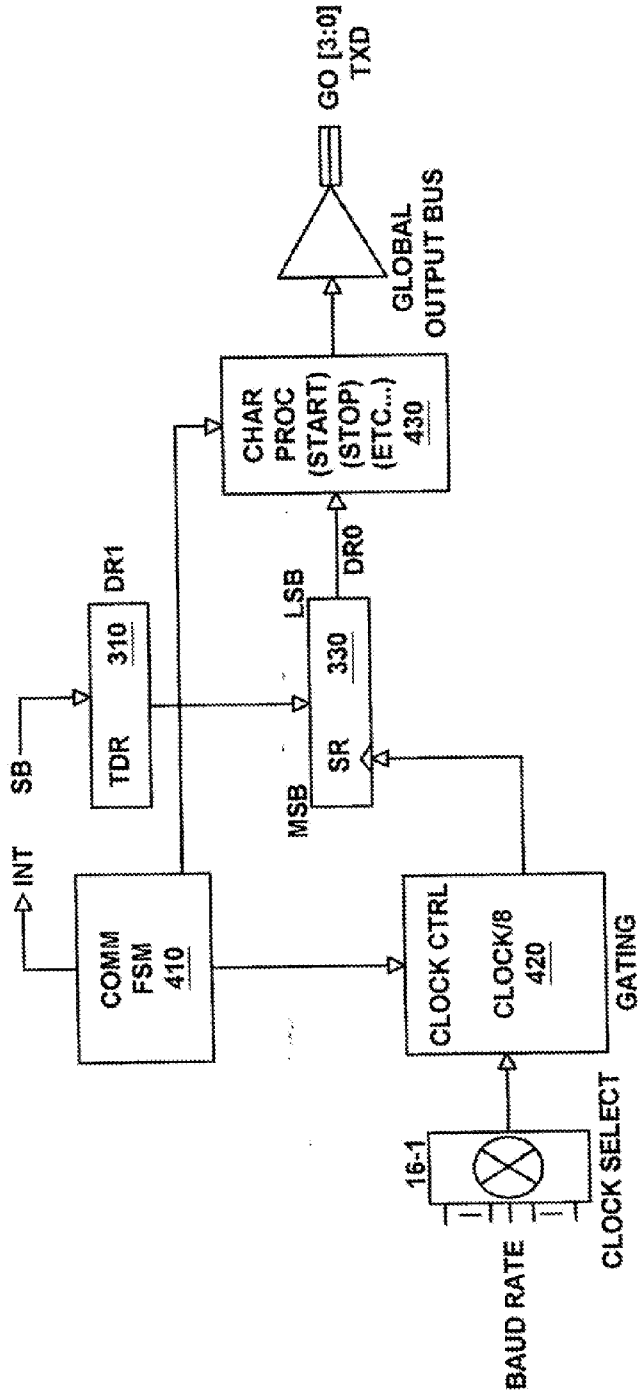 SB
INT
COMM
FSM
410
TDR 310
DR1
MSB
LSB
SR 330
DR0
CHAR
PROC
(START)
(STOP)
(ETC...)
430
GLOBAL
OUTPUT BUS
GO [3:0]
TXD
BAUD RATE
16-1
CLOCK SELECT
CLOCK CTRL
CLOCK/8
420
GATING